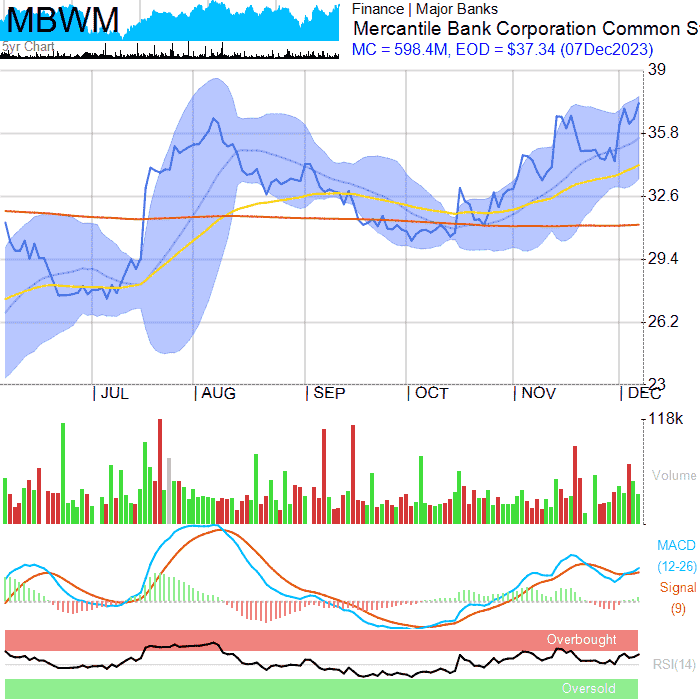 MBWM
5yr Chart
Finance | Major Banks
Mercantile Bank Corporation Common S
MC = 598.4M, EOD = $37.34 (07Dec2023)
39
35.8
32.6
29.4
26.2
23
JUL AUG SEP OCT NOV DEC
118k
Volume
MACD
(12-26)
Signal
(9)
Overbought
RSI(14)
Oversold